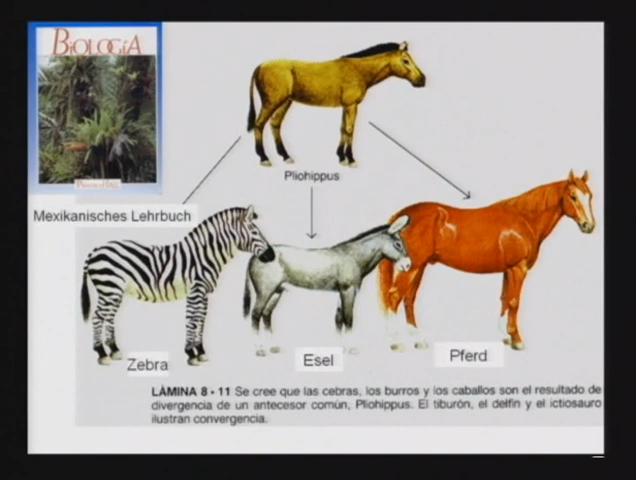 BIOLOGÍA
Pliohippus
Mexikanisches Lehrbuch
Zebra
Esel
Pferd
LÁMINA 8 - 11 Se cree que las cebras, los burros y los caballos son el resultado de
divergencia de un antecesor común, Pliohippus. El tiburón, el delfín y el ictiosauro
ilustran convergencia.